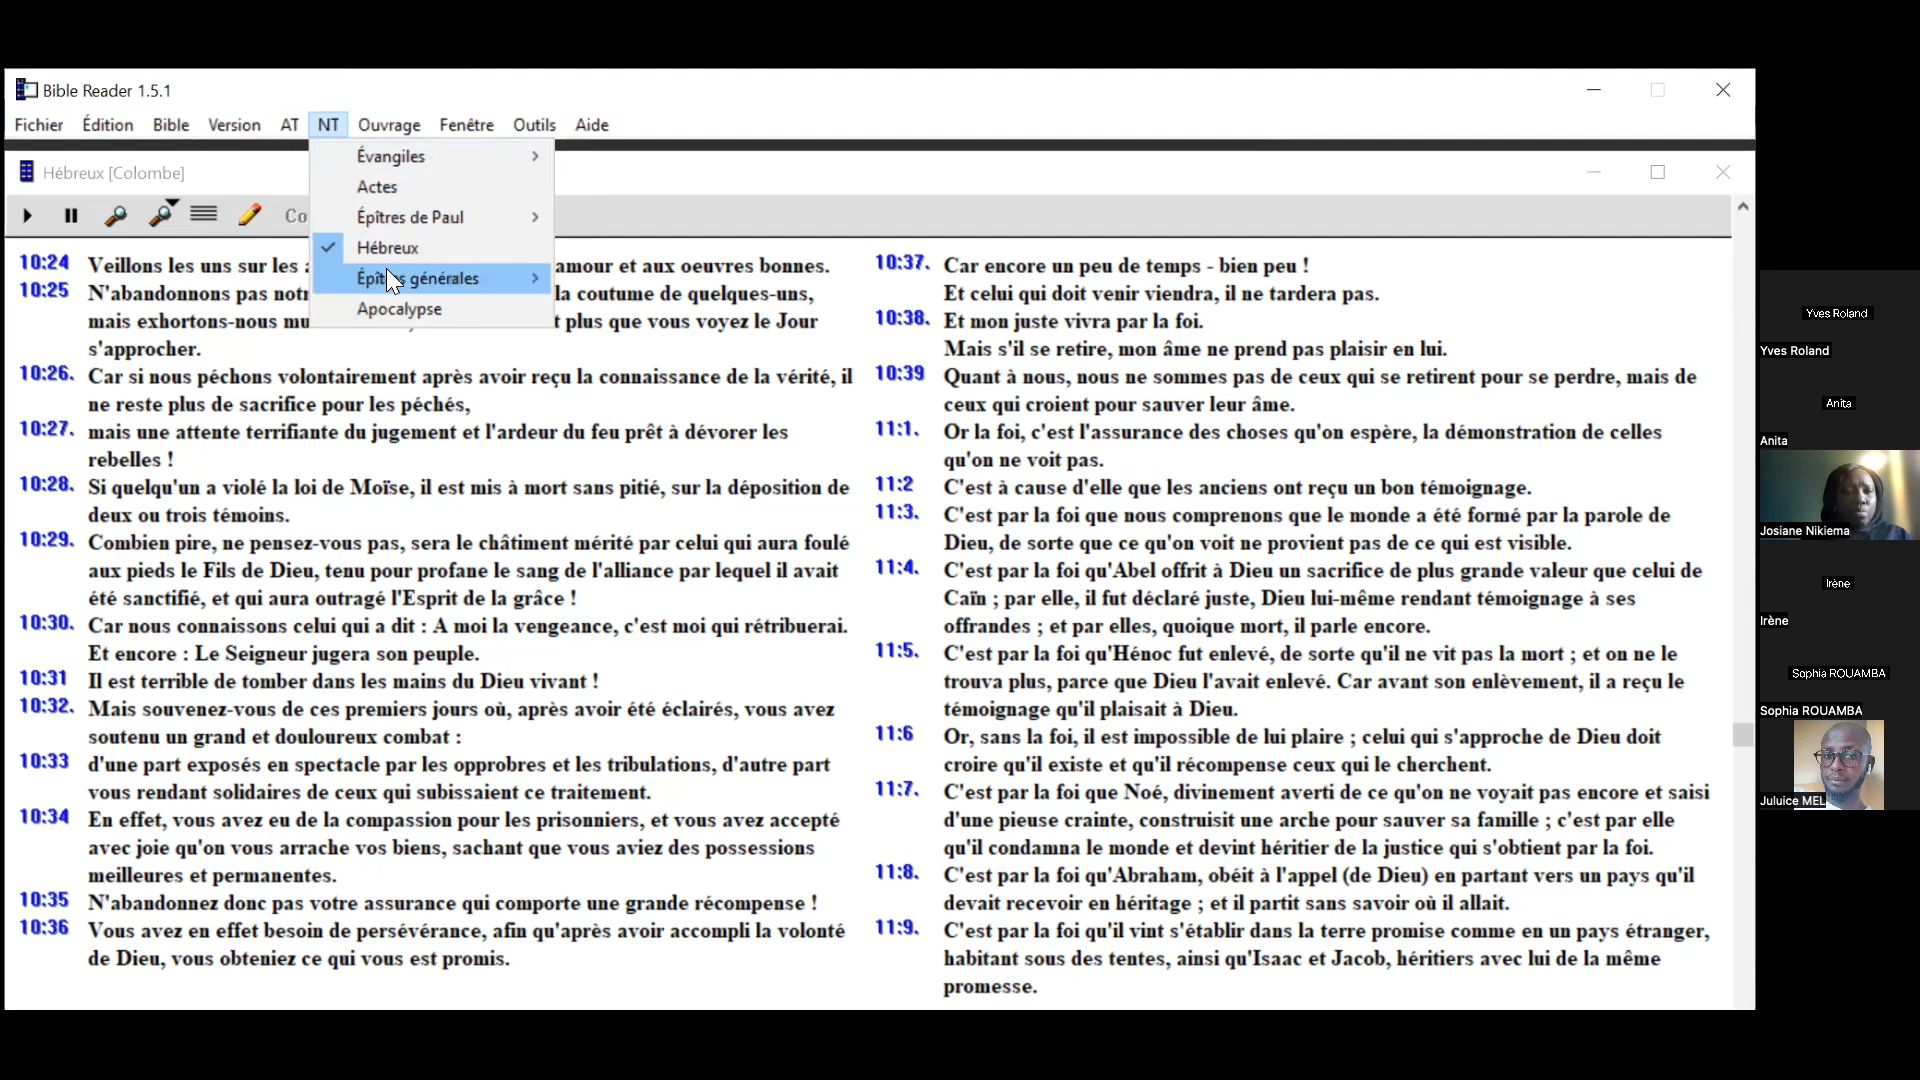 Bible Reader 1.5.1
Fichier Édition Bible Version AT NT Ouvrage Fenêtre Outils Aide
Évangiles
Actes
Épîtres de Paul
Hébreux
générales
Apocalypse
Hébreux [Colombe]
Co
10:24 Veillons les uns sur les amour et aux oeuvres bonnes.
10:25 N'abandonnons pas la coutume de quelques-uns,
mais exhortons-nous plus que vous voyez le Jour
s'approcher.
10:26. Car si nous péchons volontairement après avoir reçu la connaissance de la vérité, il
ne reste plus de sacrifice pour les péchés,
10:27. mais une attente terrifiante du jugement et l'ardeur du feu prêt à dévorer les
rebelles !
10:28. Si quelqu'un a violé la loi de Moïse, il est mis à mort sans pitié, sur la déposition de
deux ou trois témoins.
10:29. Combien pire, ne pensez-vous pas, sera le châtiment mérité par celui qui aura foulé
aux pieds le Fils de Dieu, tenu pour profane le sang de l'alliance par lequel il avait
été sanctifié, et qui aura outragé l'Esprit de la grâce !
10:30. Car nous connaissons celui qui a dit : A moi la vengeance, c'est moi qui rétribuerai.
Et encore : Le Seigneur jugera son peuple.
10:31 Il est terrible de tomber dans les mains du Dieu vivant !
10:32. Mais souvenez-vous de ces premiers jours où, après avoir été éclairés, vous avez
soutenu un grand et douloureux combat :
10:33 d'une part exposés en spectacle par les opprobres et les tribulations, d'autre part
vous rendant solidaires de ceux qui subissaient ce traitement.
10:34 En effet, vous avez eu de la compassion pour les prisonniers, et vous avez accepté
avec joie qu'on vous arrache vos biens, sachant que vous aviez des possessions
meilleures et permanentes.
10:35 N'abandonnez donc pas votre assurance qui comporte une grande récompense !
10:36 Vous avez en effet besoin de persévérance, afin qu'après avoir accompli la volonté
de Dieu, vous obteniez ce qui vous est promis.
10:37. Car encore un peu de temps - bien peu !
Et celui qui doit venir viendra, il ne tardera pas.
10:38. Et mon juste vivra par la foi.
Mais s'il se retire, mon âme ne prend pas plaisir en lui.
10:39 Quant à nous, nous ne sommes pas de ceux qui se retirent pour se perdre, mais de
ceux qui croient pour sauver leur âme.
11:1. Or la foi, c'est l'assurance des choses qu'on espère, la démonstration de celles
qu'on ne voit pas.
11:2 C'est à cause d'elle que les anciens ont reçu un bon témoignage.
11:3. C'est par la foi que nous comprenons que le monde a été formé par la parole de
Dieu, de sorte que ce qu'on voit ne provient pas de ce qui est visible.
11:4. C'est par la foi qu'Abel offrit à Dieu un sacrifice de plus grande valeur que celui de
Caïn ; par elle, il fut déclaré juste, Dieu lui-même rendant témoignage à ses
offrandes ; et par elles, quoique mort, il parle encore.
11:5. C'est par la foi qu'Hénoc fut enlevé, de sorte qu'il ne vit pas la mort ; et on ne le
trouva plus, parce que Dieu l'avait enlevé. Car avant son enlèvement, il a reçu le
témoignage qu'il plaisait à Dieu.
11:6 Or, sans la foi, il est impossible de lui plaire ; celui qui s'approche de Dieu doit
croire qu'il existe et qu'il récompense ceux qui le cherchent.
11:7. C'est par la foi que Noé, divinement averti de ce qu'on ne voyait pas encore et saisi
d'une pieuse crainte, construisit une arche pour sauver sa famille ; c'est par elle
qu'il condamna le monde et devint héritier de la justice qui s'obtient par la foi.
11:8. C'est par la foi qu'Abraham, obéit à l'appel (de Dieu) en partant vers un pays qu'il
devait recevoir en héritage ; et il partit sans savoir où il allait.
11:9. C'est par la foi qu'il vint s'établir dans la terre promise comme en un pays étranger,
habitant sous des tentes, ainsi qu'Isaac et Jacob, héritiers avec lui de la même
promesse.
Yves Roland
Yves Roland
Anita
Anita
Josiane Nikiema
Irène
Irène
Sophia ROUAMBA
Sophia ROUAMBA
Juluice MEL